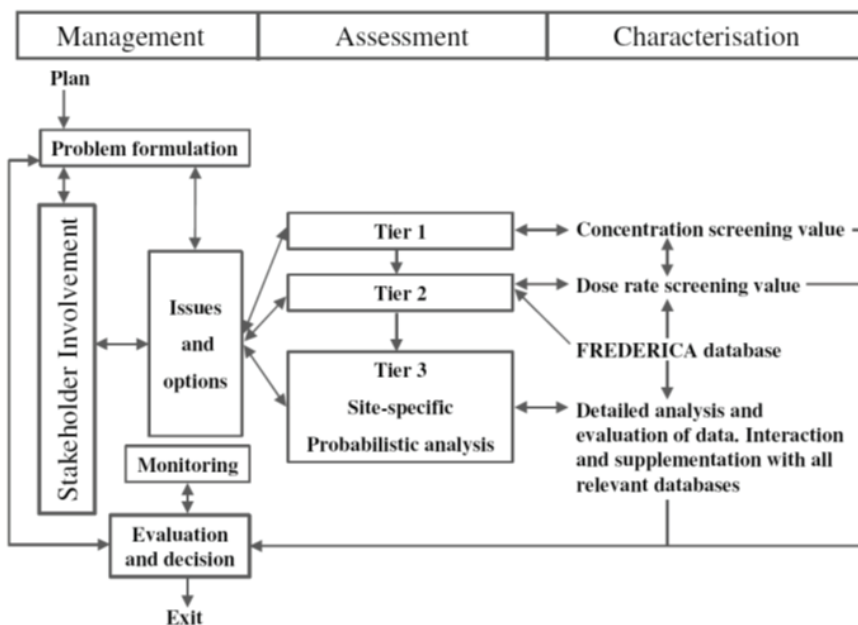 Management
Assessment
Characterisation
Plan
Problem formulation
Stakeholder Involvement
Issues
and
options
Tier 1
Tier 2
Tier 3
Site-specific
Probabilistic analysis
Concentration screening value
Dose rate screening value
FREDERICA database
Detailed analysis and
evaluation of data. Interaction
and supplementation with all
relevant databases
Monitoring
Evaluation
and decision
Exit